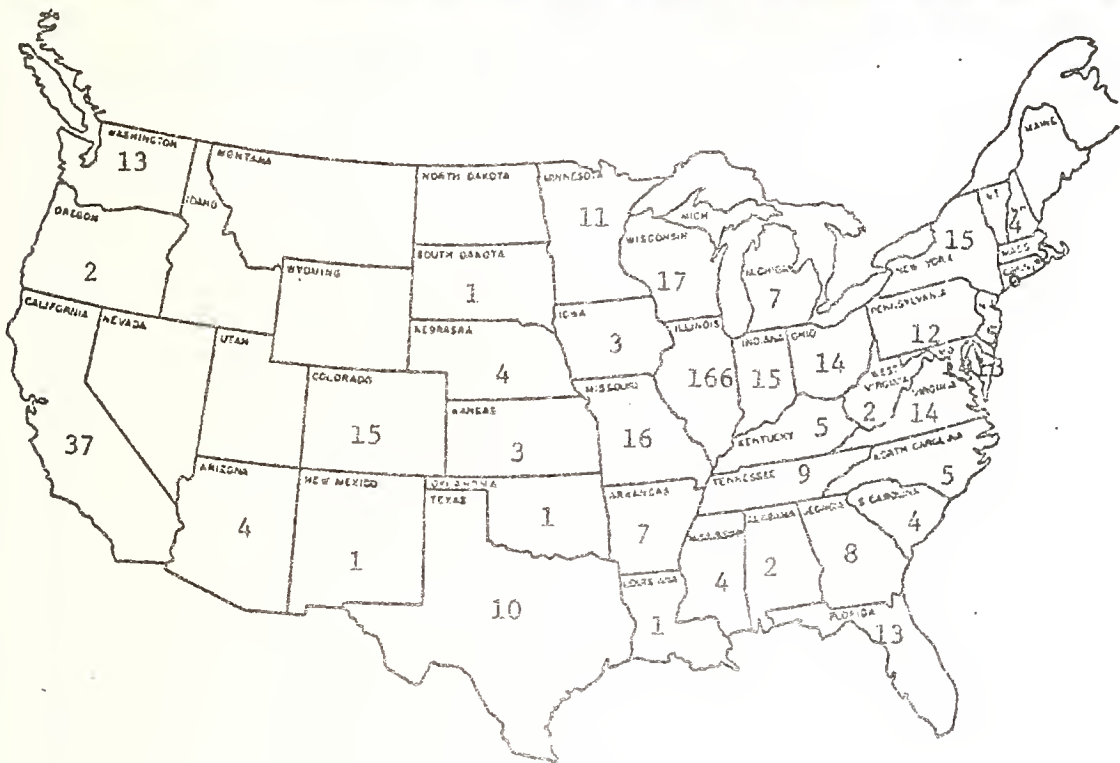 WASHINGTON
13
MONTANA
NORTH DAKOTA
MINNESOTA
11
MAINE
IDAHO
OREGON
2
SOUTH DAKOTA
1
MICH
WISCONSIN
17
MICHIGAN
7
VT
4
15
NEW YORK
MASS
WYOMING
CALIFORNIA
37
NEVADA
UTAH
NEBRASKA
4
IOWA
3
ILLINOIS
166
INDIANA
15
OHIO
14
PENNSYLVANIA
12
COLORADO
15
KANSAS
3
MISSOURI
16
KENTUCKY
5
WEST
VIRGINIA
2
VIRGINIA
14
ARIZONA
4
NEW MEXICO
1
OKLAHOMA
1
TEXAS
10
ARKANSAS
7
TENNESSEE
9
NORTH CAROLINA
5
S CAROLINA
4
4
ALABAMA
2
GEORGIA
8
LOUISIANA
1
FLORIDA
13